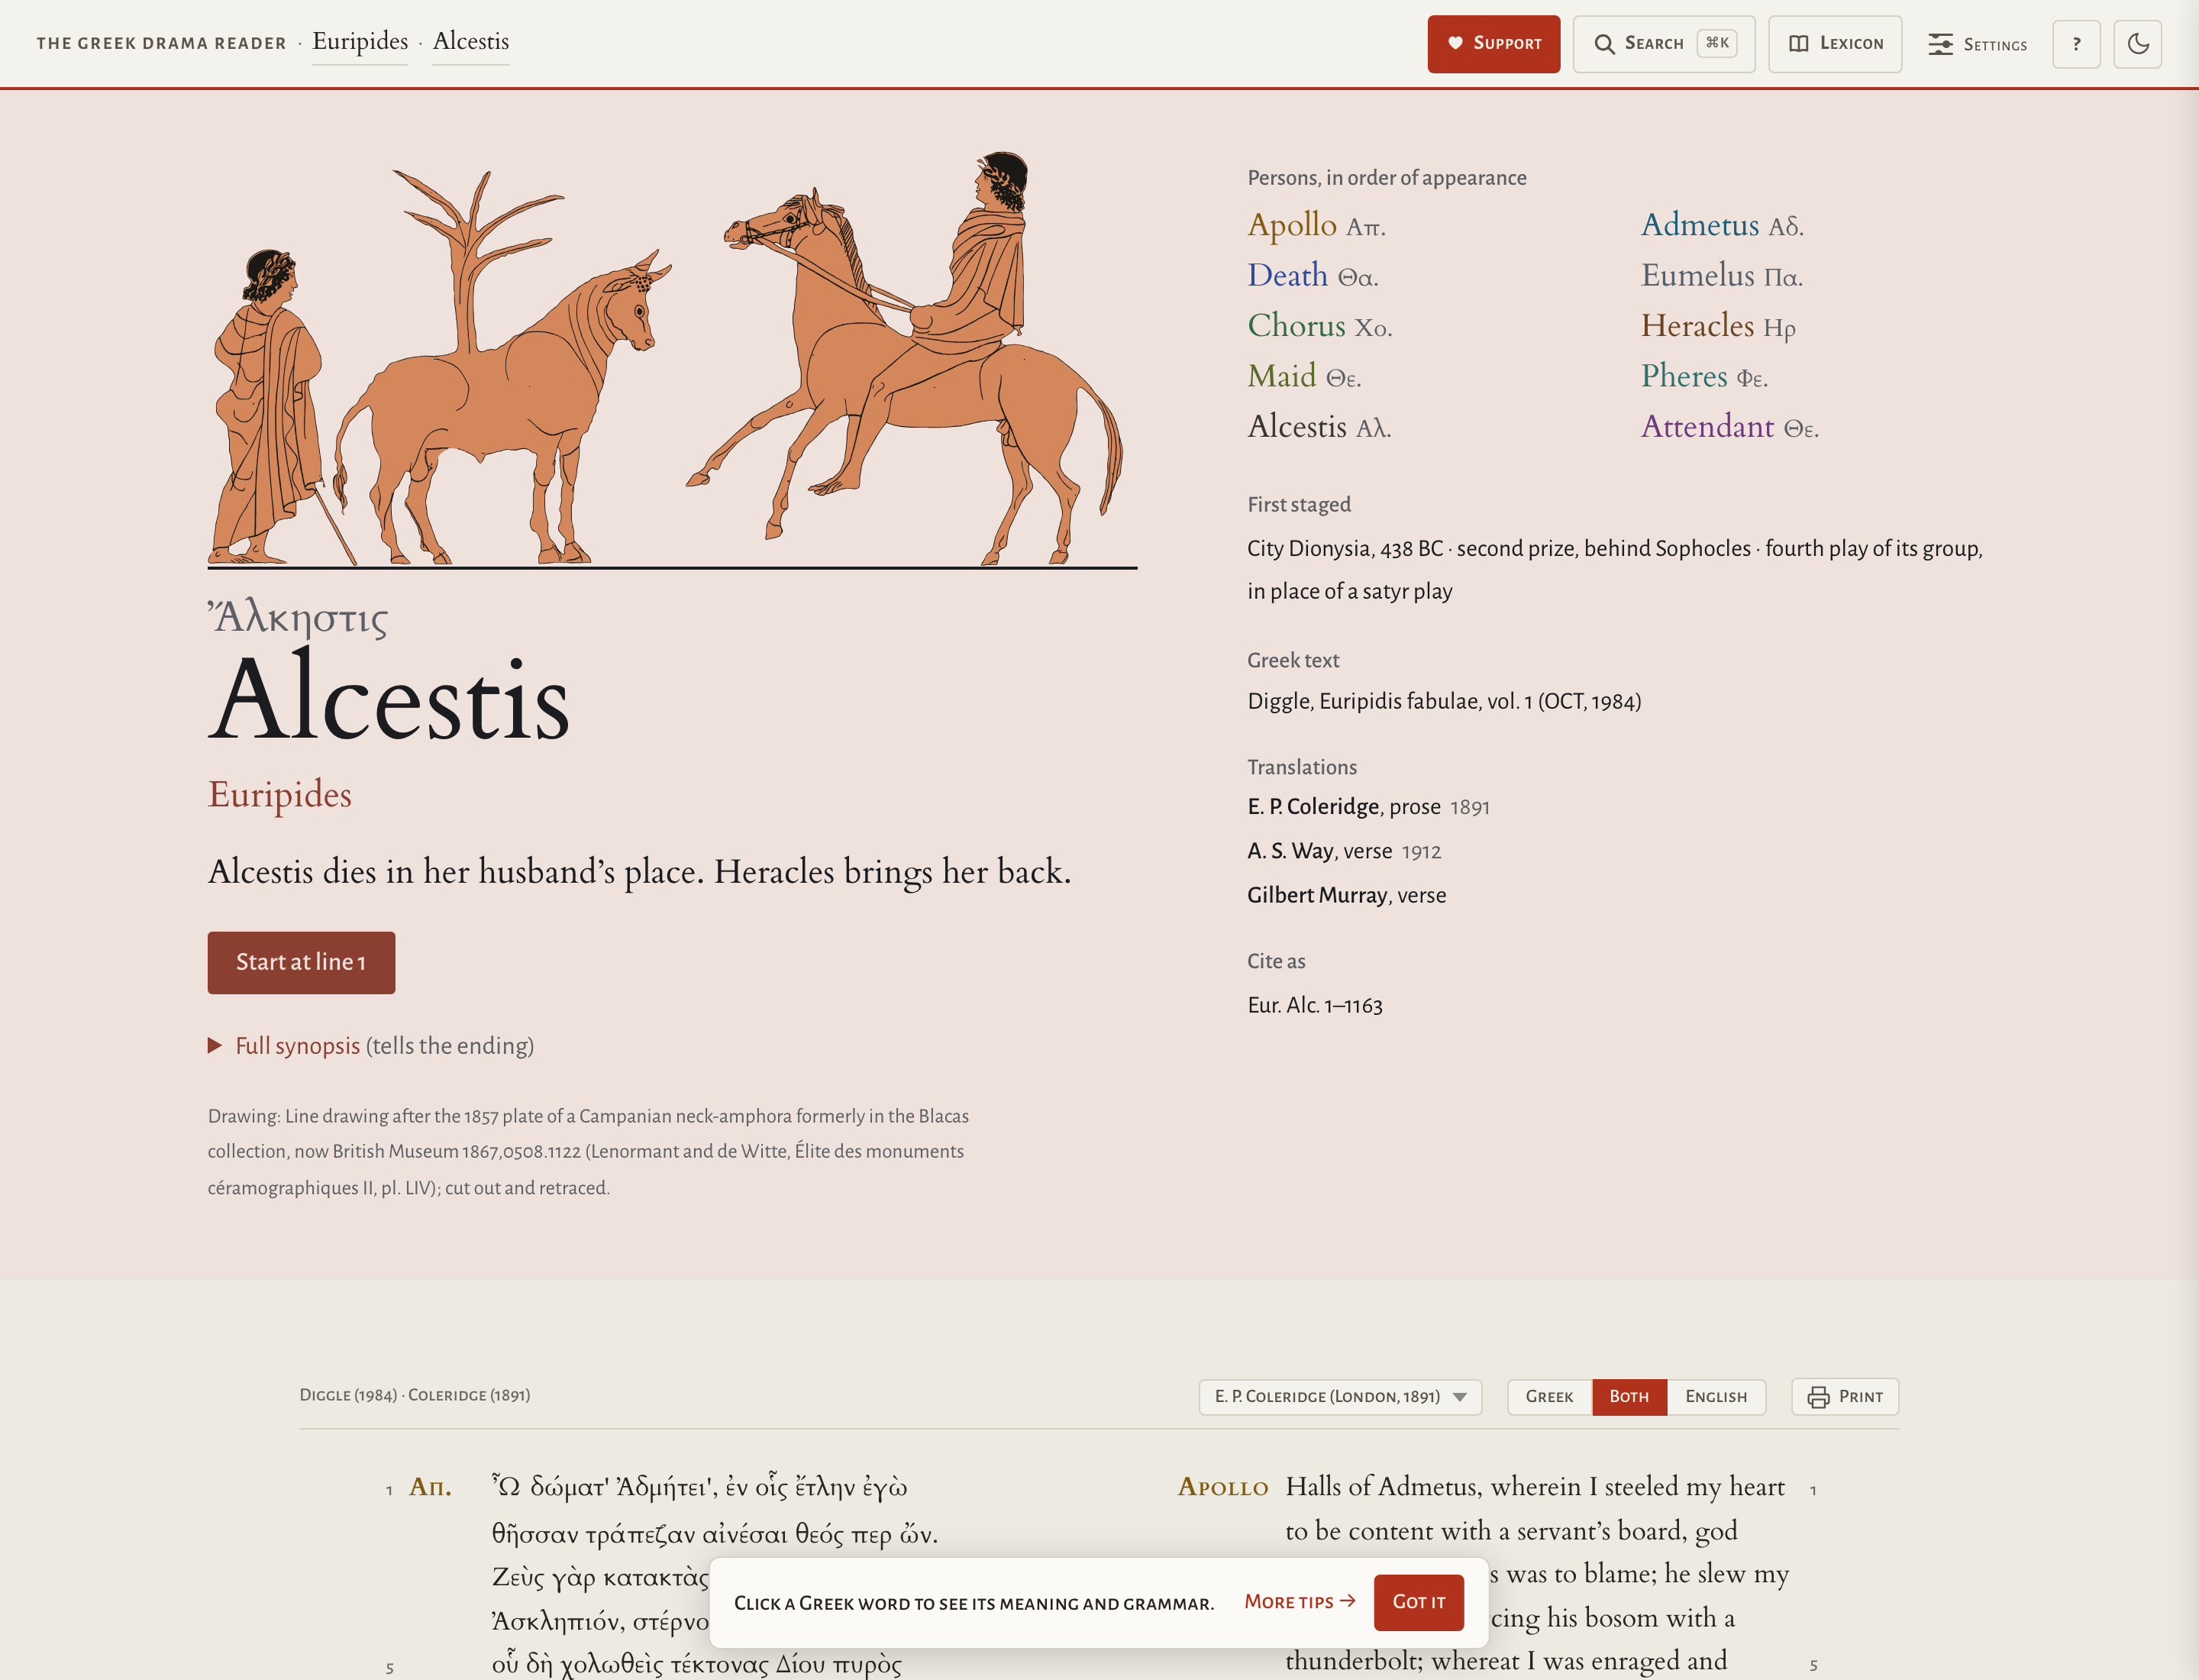 THE GREEK DRAMA READER · Euripides · Alcestis
Support
Search ⌘K
Lexicon
Settings
?
Persons, in order of appearance
Apollo Απ.
Admetus Αδ.
Death Θα.
Eumelus Πα.
Chorus Χο.
Heracles Ηρ
Maid Θε.
Pheres Φε.
Alcestis Αλ.
Attendant Θε.
First staged
City Dionysia, 438 BC · second prize, behind Sophocles · fourth play of its group,
in place of a satyr play
Greek text
Diggle, Euripidis fabulae, vol. 1 (OCT, 1984)
Translations
E. P. Coleridge, prose 1891
A. S. Way, verse 1912
Gilbert Murray, verse
Cite as
Eur. Alc. 1–1163
Ἄλκηστις
Alcestis
Euripides
Alcestis dies in her husband’s place. Heracles brings her back.
Start at line 1
Full synopsis (tells the ending)
Drawing: Line drawing after the 1857 plate of a Campanian neck-amphora formerly in the Blacas
collection, now British Museum 1867,0508.1122 (Lenormant and de Witte, Élite des monuments
céramographiques II, pl. LIV); cut out and retraced.
Diggle (1984) · Coleridge (1891)
E. P. Coleridge (London, 1891)
Greek
Both
English
Print
1 Απ. Ὦ δώματ' Ἀδμήτει', ἐν οἷς ἔτλην ἐγὼ
θῆσσαν τράπεζαν αἰνέσαι θεός περ ὤν.
Ζεὺς γὰρ κατακτὰς
Ἀσκληπιόν, στέρνο
5 οὗ δὴ χολωθεὶς τέκτονας Δίου πυρὸς
Apollo Halls of Admetus, wherein I steeled my heart 1
to be content with a servant’s board, god
s was to blame; he slew my
cing his bosom with a
thunderbolt; whereat I was enraged and 5
Click a Greek word to see its meaning and grammar.
More tips →
Got it